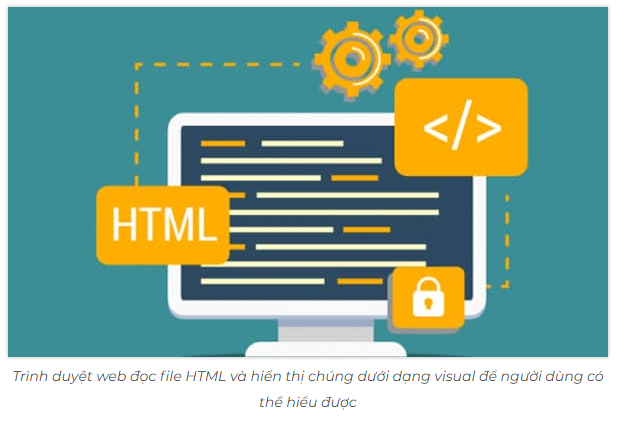 </>
HTML
Trình duyệt web đọc file HTML và hiển thị chúng dưới dạng visual để người dùng có
thể hiểu được